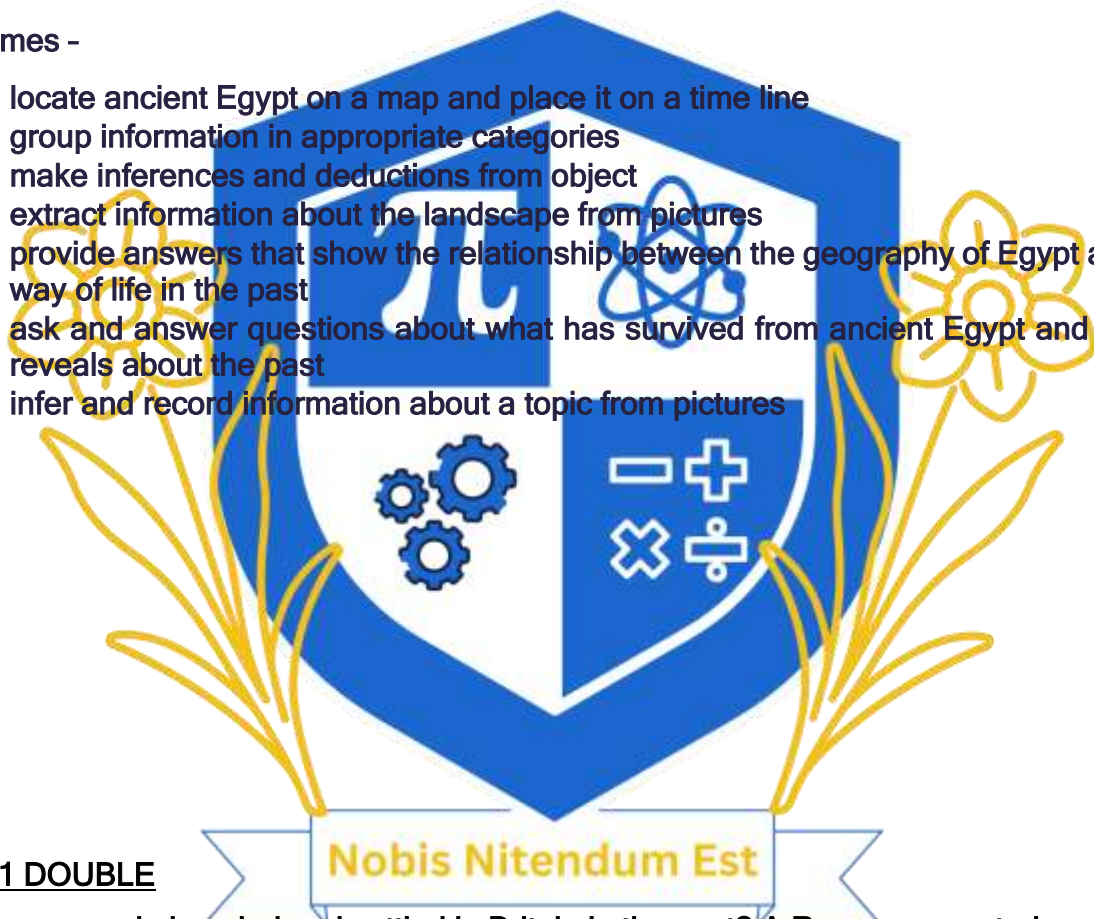 mes -
locate ancient Egypt on a map and place it on a time line
group information in appropriate categories
make inferences and deductions from object
extract information about the landscape from pictures
provide answers that show the relationship between the geography of Egypt a
way of life in the past
ask and answer questions about what has survived from ancient Egypt and
reveals about the past
infer and record information about a topic from pictures
π
Nobis Nitendum Est
1 DOUBLE